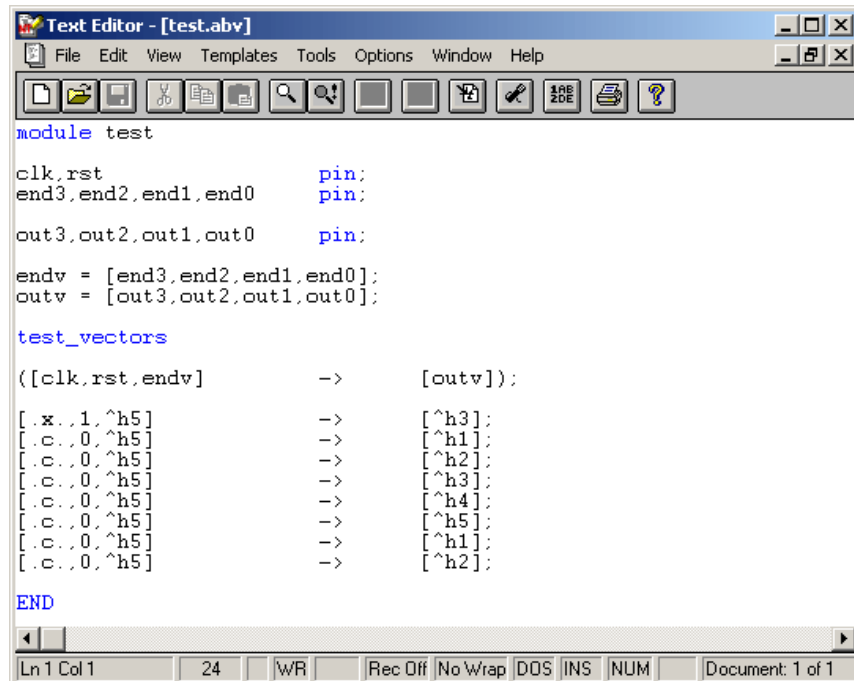 Text Editor - [test.abv]
File Edit View Templates Tools Options Window Help
1AB
2DE
module test
clk,rst pin;
end3,end2,end1,end0 pin;
out3,out2,out1,out0 pin;
endv = [end3,end2,end1,end0];
outv = [out3,out2,out1,out0];
test_vectors
([clk,rst,endv] -> [outv]);
[.x.,1,^h5] -> [^h3];
[.c.,0,^h5] -> [^h1];
[.c.,0,^h5] -> [^h2];
[.c.,0,^h5] -> [^h3];
[.c.,0,^h5] -> [^h4];
[.c.,0,^h5] -> [^h5];
[.c.,0,^h5] -> [^h1];
[.c.,0,^h5] -> [^h2];
END
Ln 1 Col 1 24 WR Rec Off No Wrap DOS INS NUM Document: 1 of 1